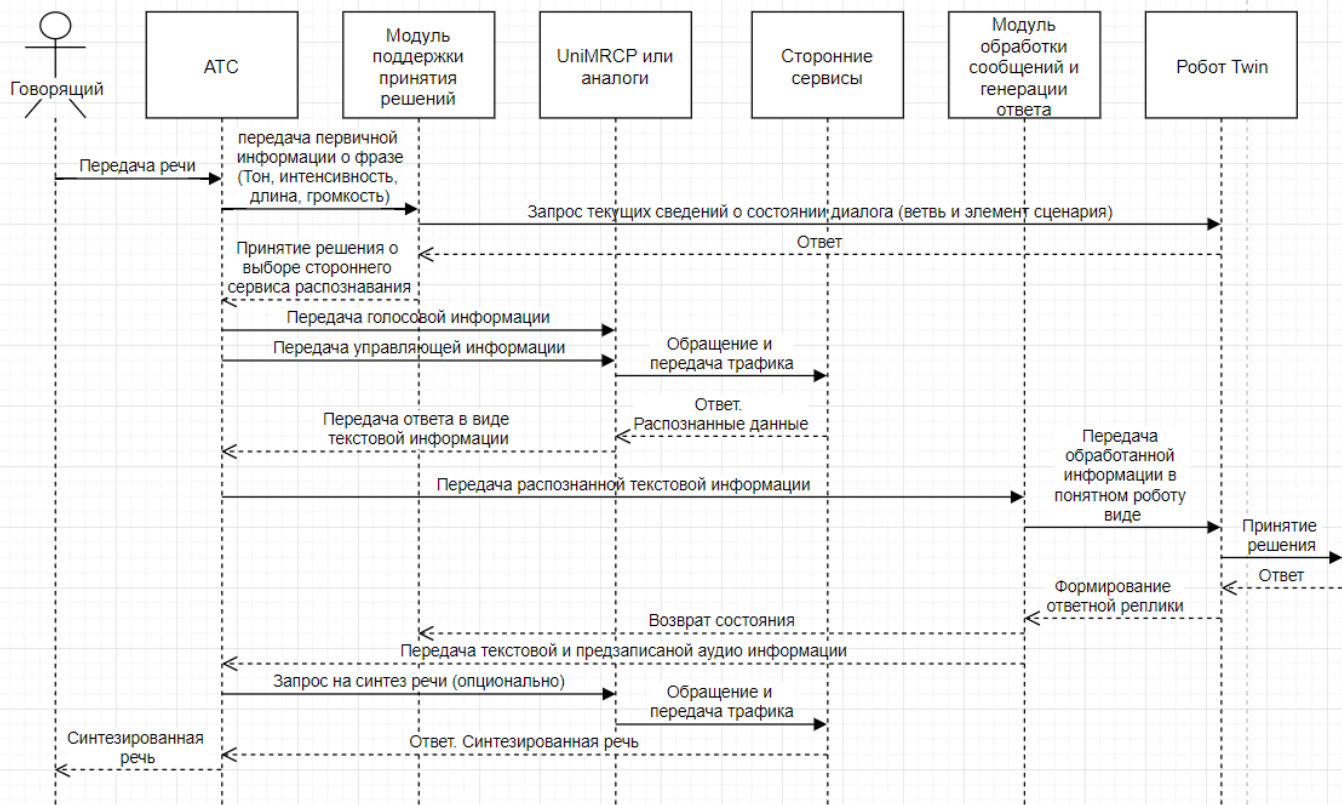 Говорящий
АТС
Модуль
поддержки
принятия
решений
UniMRCP или
аналоги
Сторонние
сервисы
Модуль
обработки
сообщений и
генерации
ответа
Робот Twin
Передача речи
передача первичной
информации о фразе
(Тон, интенсивность,
длина, громкость)
Запрос текущих сведений о состоянии диалога (ветвь и элемент сценария)
Ответ
Принятие решения о
выборе стороннего
сервиса распознавания
Передача голосовой информации
Передача управляющей информации
Обращение и
передача трафика
Ответ.
Распознанные данные
Передача ответа в виде
текстовой информации
Передача распознанной текстовой информации
Передача
обработанной
информации в
понятном роботу
виде
Принятие
решения
Ответ
Формирование
ответной реплики
Возврат состояния
Передача текстовой и предзаписаной аудио информации
Запрос на синтез речи (опционально)
Обращение и
передача трафика
Ответ. Синтезированная речь
Синтезированная
речь